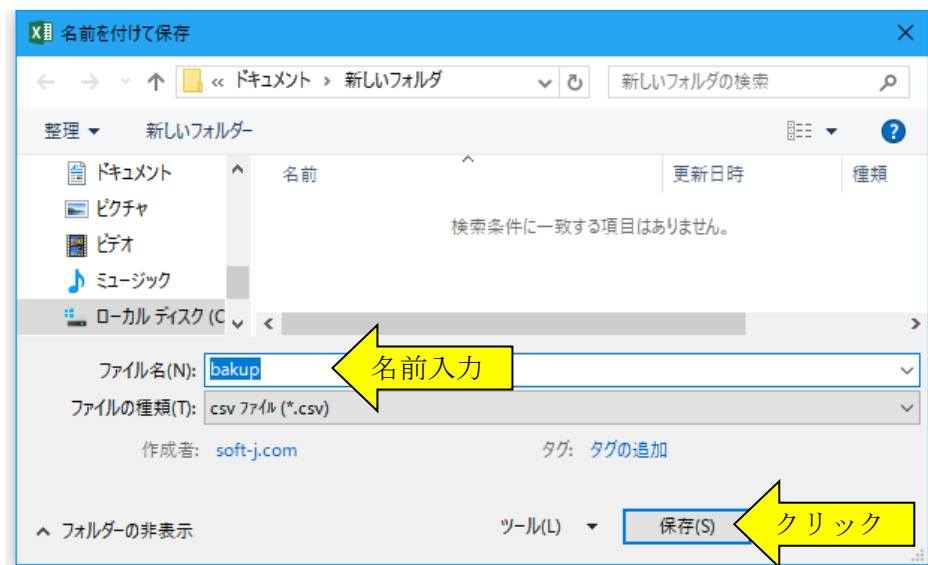 名前を付けて保存
« ドキュメント › 新しいフォルダ 新しいフォルダの検索
整理 新しいフォルダー
ドキュメント
ピクチャ
ビデオ
ミュージック
ローカル ディスク (C
名前 更新日時 種類
検索条件に一致する項目はありません。
ファイル名(N): bakup 名前入力
ファイルの種類(T): csv ファイル (*.csv)
作成者: soft-j.com タグ: タグの追加
フォルダーの非表示 ツール(L) 保存(S) クリック